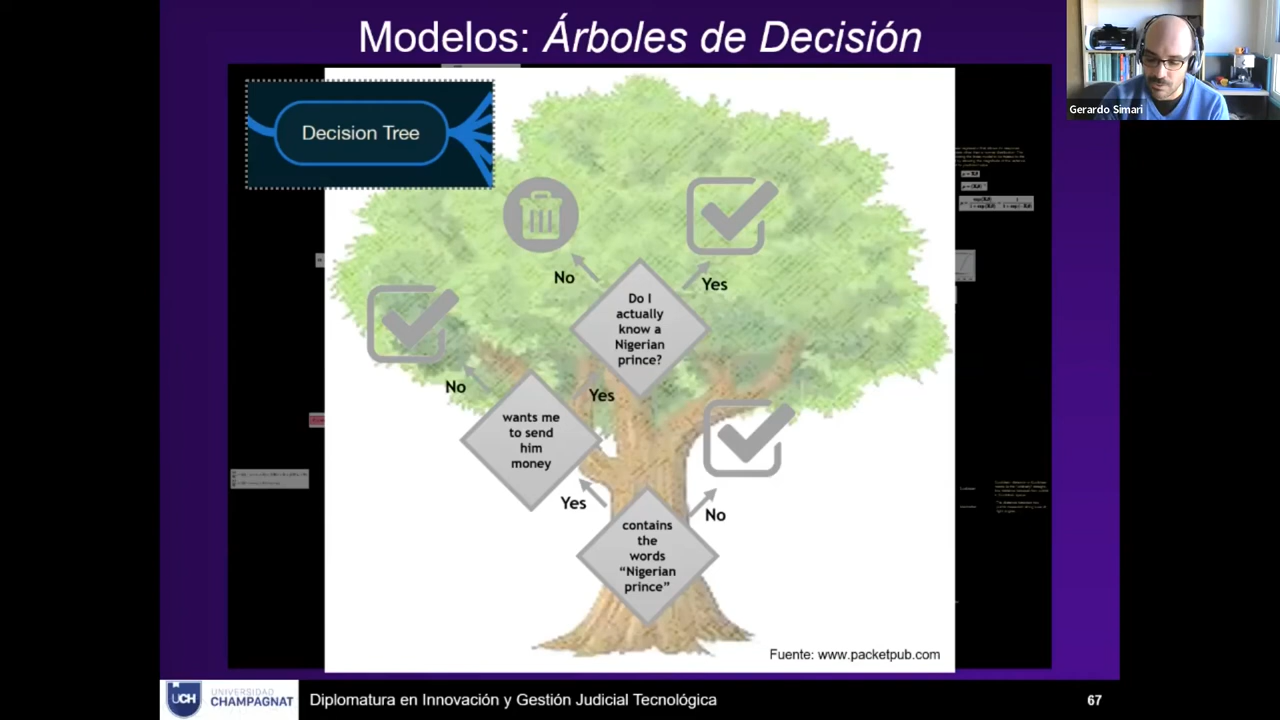 Modelos: Árboles de Decisión
Gerardo Simari
Decision Tree
No
Yes
Do I
actually
know a
Nigerian
prince?
No
Yes
wants me
to send
him
money
Yes
No
contains
the
words
“Nigerian
prince”
Fuente: www.packetpub.com
UCH
UNIVERSIDAD
CHAMPAGNAT
Diplomatura en Innovación y Gestión Judicial Tecnológica
67